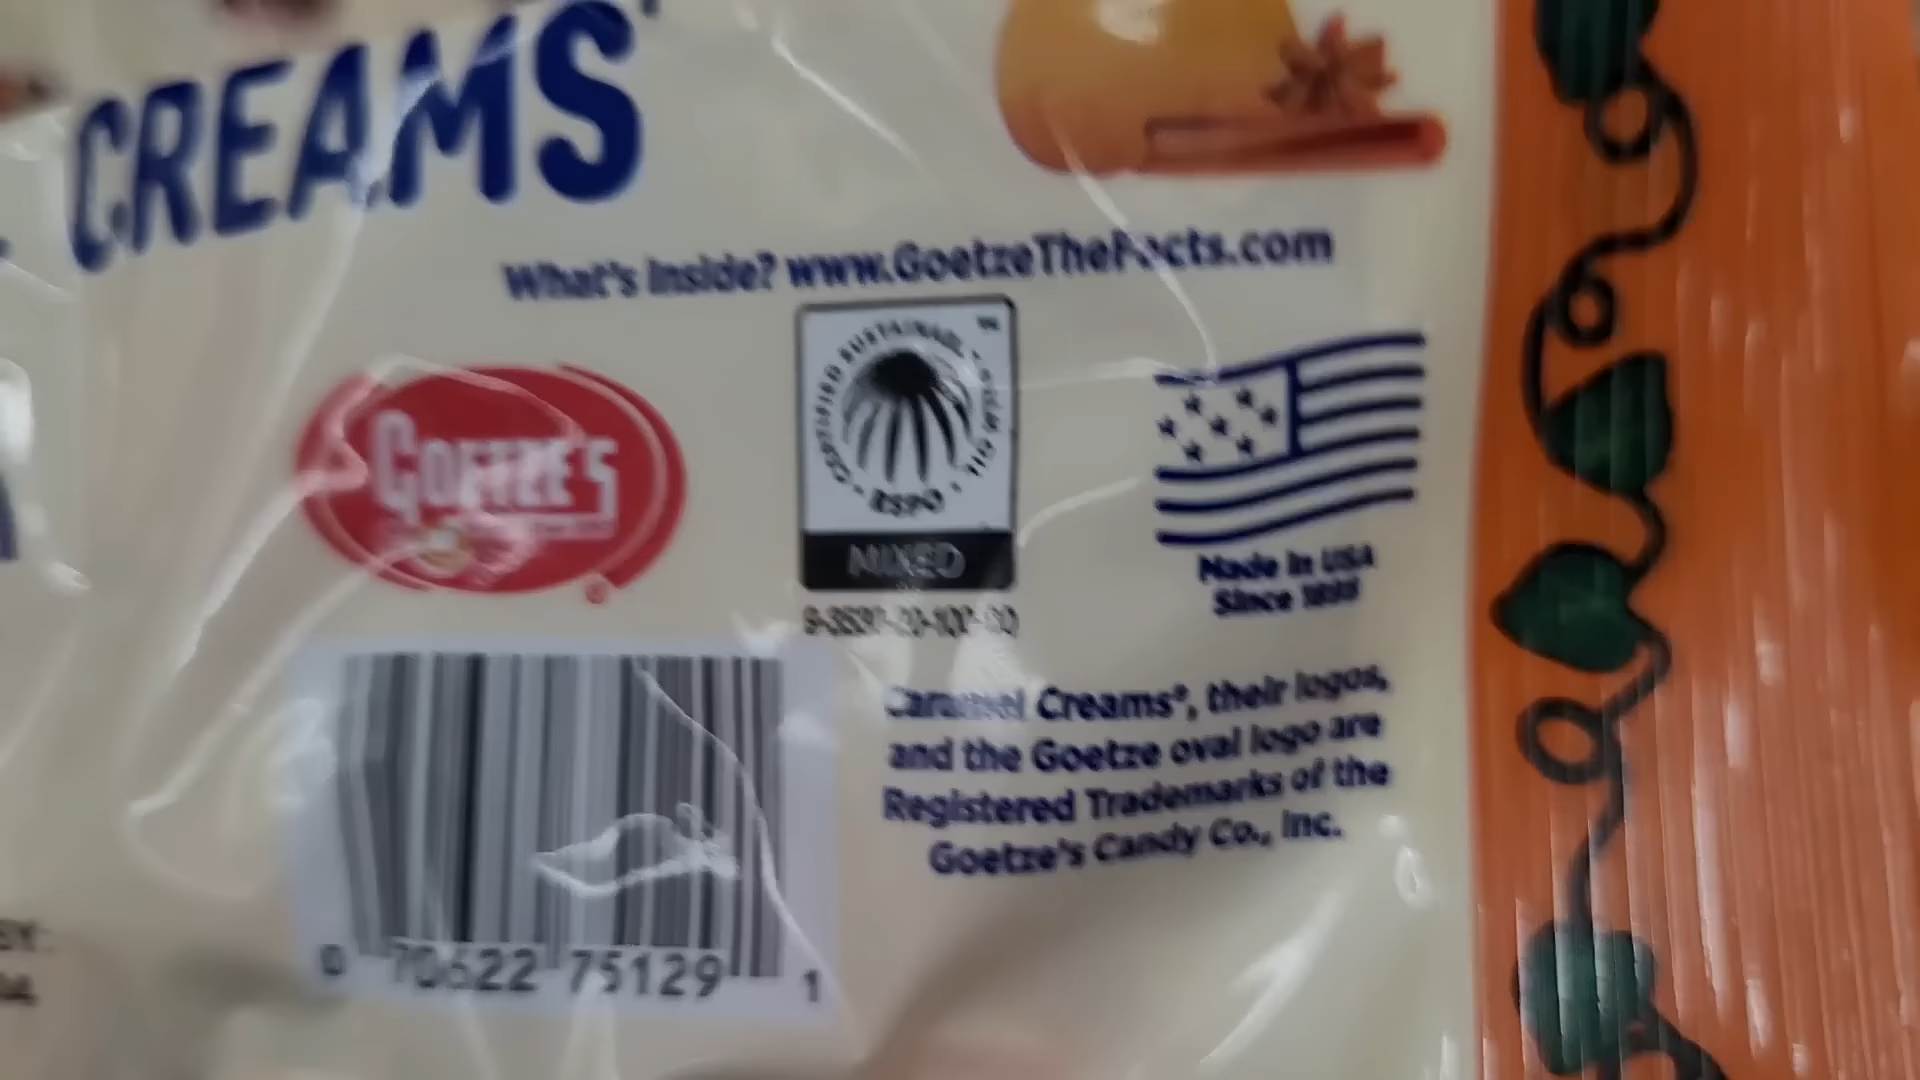 CREAMS
What's Inside? www.GoetzeTheFacts.com
CERTIFIED SUSTAINABLE PALM OIL
RSPO
GOETZE'S
MIXED
Made in USA
Since
Caramel Creams®, their logos,
and the Goetze oval logo are
Registered Trademarks of the
Goetze's Candy Co., Inc.
0 70622 75129 1